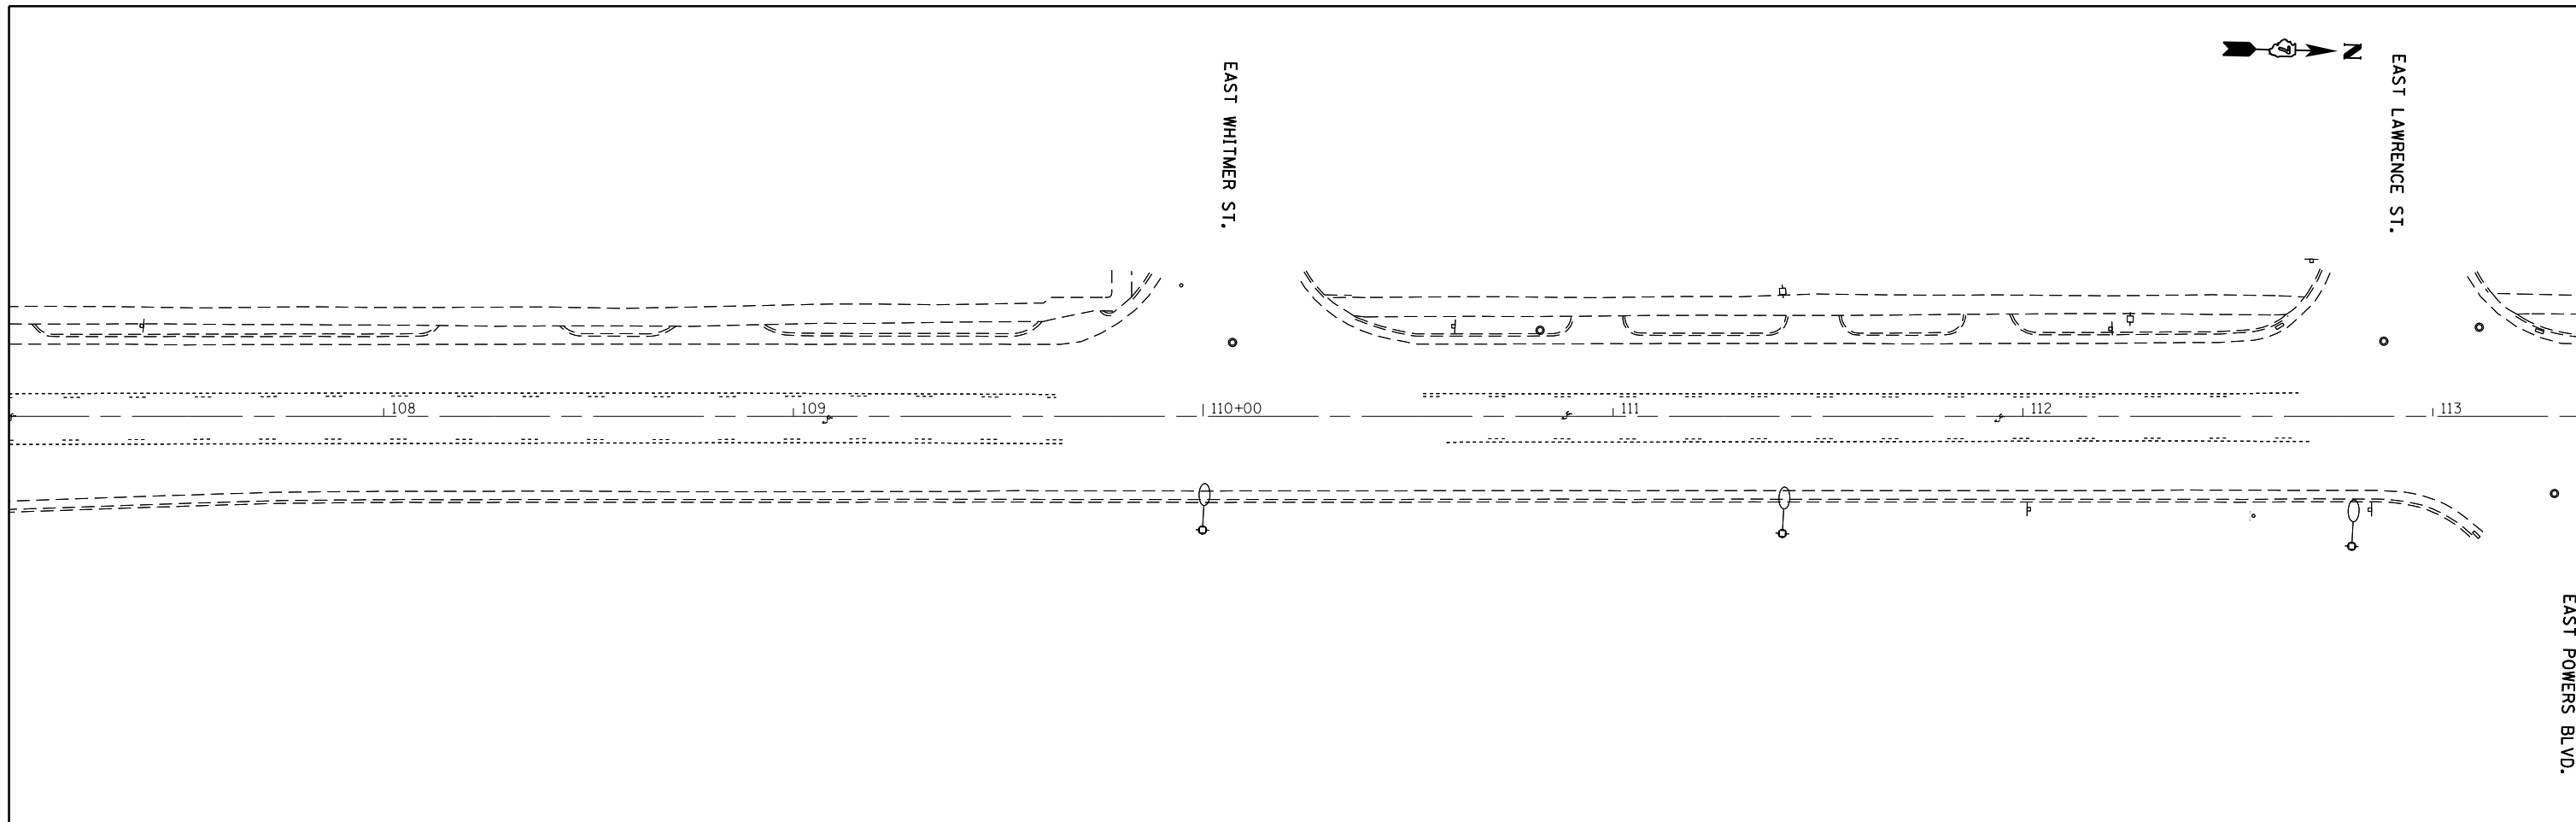 N
EAST WHITMER ST.
EAST LAWRENCE ST.
108
109
110+00
111
112
113
EAST POWERS BLVD.